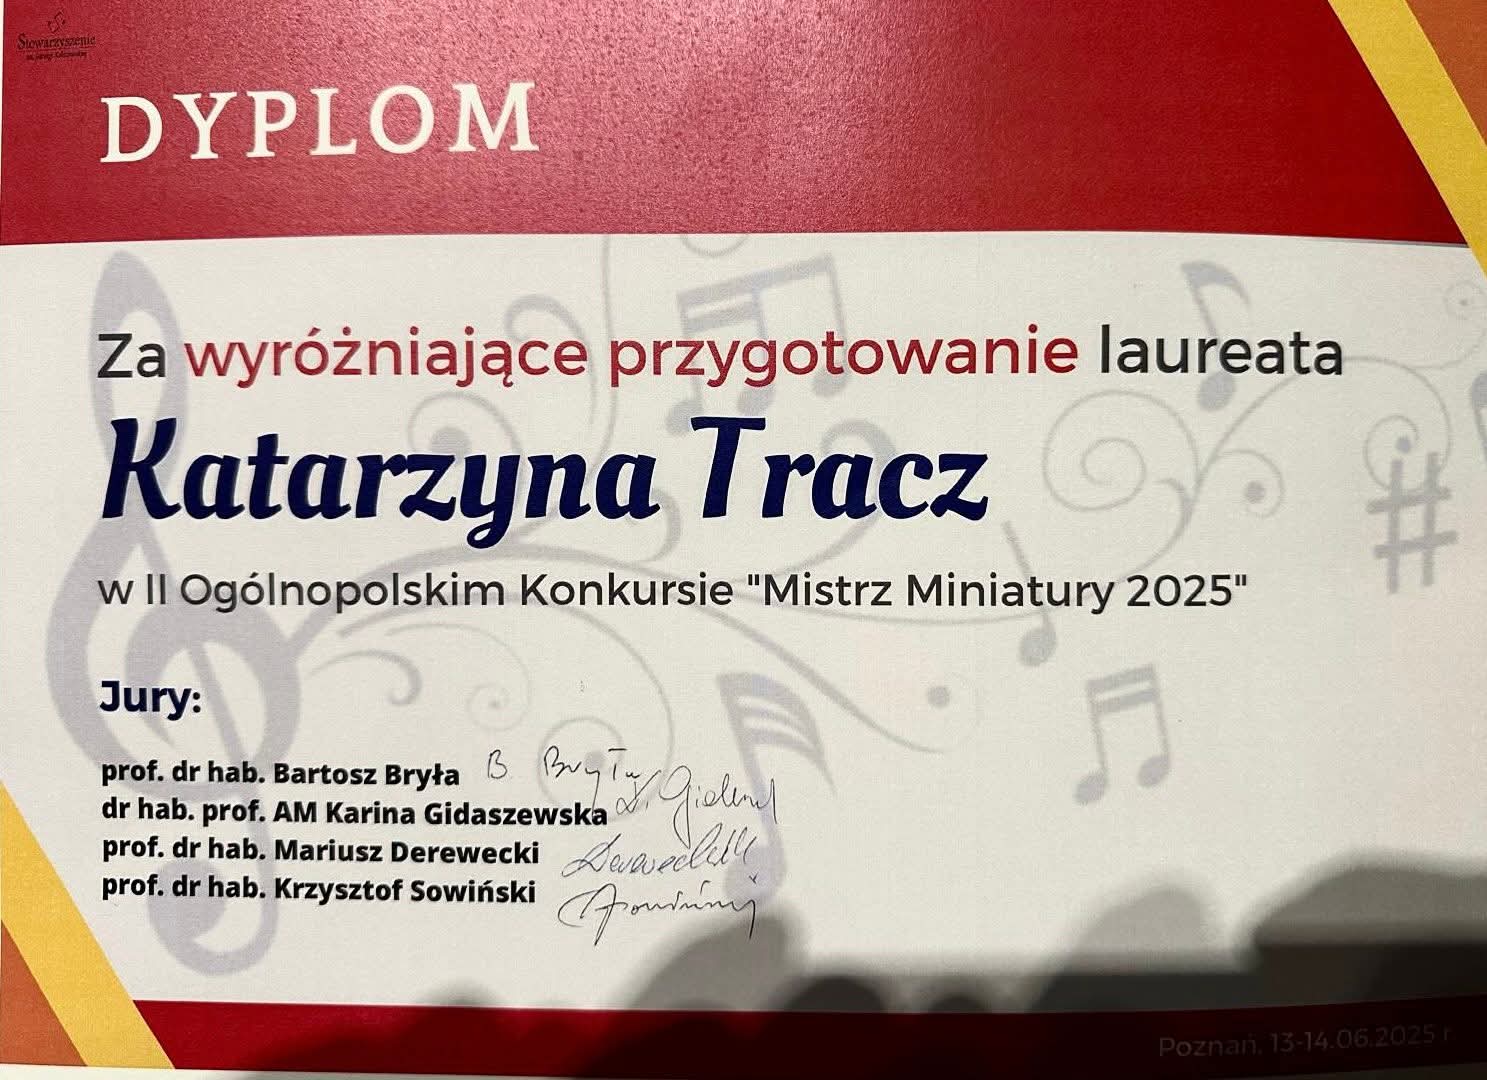 Stowarzyszenie
DYPLOM
Za wyróżniające przygotowanie laureata
Katarzyna Tracz
w II Ogólnopolskim Konkursie "Mistrz Miniatury 2025"
Jury:
prof. dr hab. Bartosz Bryła B Bryła
dr hab. prof. AM Karina Gidaszewska
prof. dr hab. Mariusz Derewecki
prof. dr hab. Krzysztof Sowiński
Poznań, 13-14.06.2025 r